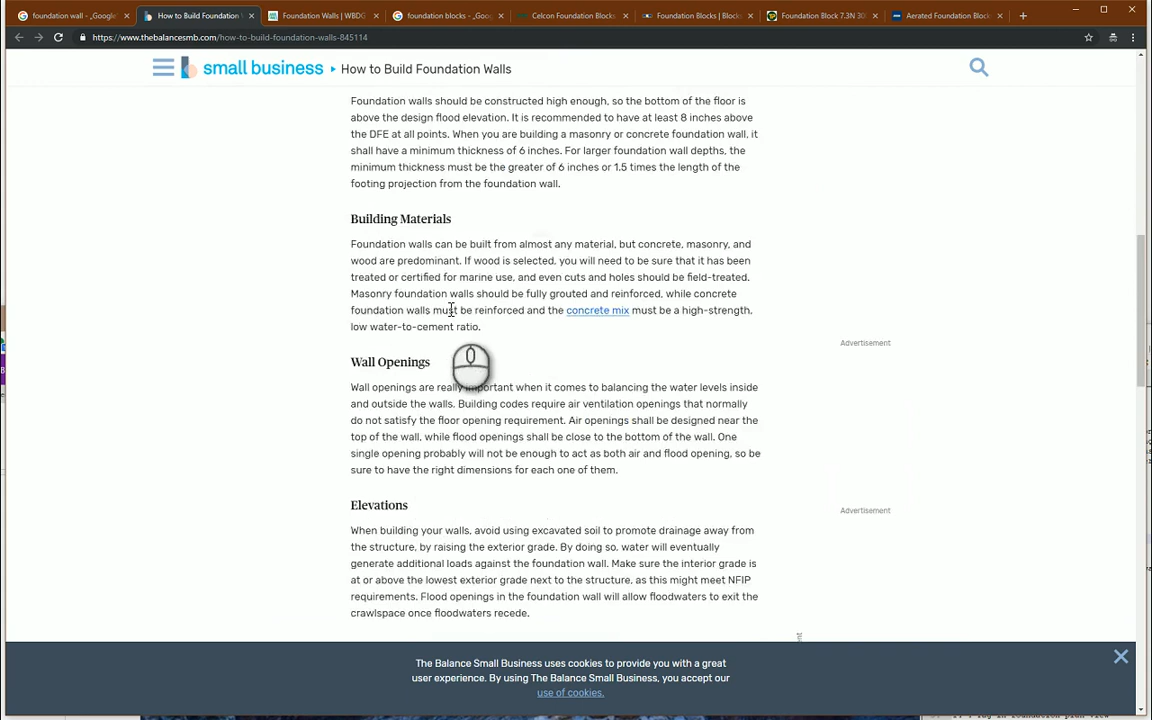 foundation wall - Goog
How to Build Foundation
Foundation Walls | WBDG
foundation blocks - Goo
Celcon Foundation Blocks
Foundation Blocks | Block
Foundation Block 7.3N 30
Aerated Foundation Block
https://www.thebalancesmb.com/how-to-build-foundation-walls-845114
small business ▸ How to Build Foundation Walls
Foundation walls should be constructed high enough, so the bottom of the floor is
above the design flood elevation. It is recommended to have at least 8 inches above
the DFE at all points. When you are building a masonry or concrete foundation wall, it
shall have a minimum thickness of 6 inches. For larger foundation wall depths, the
minimum thickness must be the greater of 6 inches or 1.5 times the length of the
footing projection from the foundation wall.
Building Materials
Foundation walls can be built from almost any material, but concrete, masonry, and
wood are predominant. If wood is selected, you will need to be sure that it has been
treated or certified for marine use, and even cuts and holes should be field-treated.
Masonry foundation walls should be fully grouted and reinforced, while concrete
foundation walls must be reinforced and the concrete mix must be a high-strength,
low water-to-cement ratio.
Advertisement
Wall Openings
Wall openings are really important when it comes to balancing the water levels inside
and outside the walls. Building codes require air ventilation openings that normally
do not satisfy the floor opening requirement. Air openings shall be designed near the
top of the wall, while flood openings shall be close to the bottom of the wall. One
single opening probably will not be enough to act as both air and flood opening, so be
sure to have the right dimensions for each one of them.
Elevations
Advertisement
When building your walls, avoid using excavated soil to promote drainage away from
the structure, by raising the exterior grade. By doing so, water will eventually
generate additional loads against the foundation wall. Make sure the interior grade is
at or above the lowest exterior grade next to the structure, as this might meet NFIP
requirements. Flood openings in the foundation wall will allow floodwaters to exit the
crawlspace once floodwaters recede.
The Balance Small Business uses cookies to provide you with a great
user experience. By using The Balance Small Business, you accept our
use of cookies.